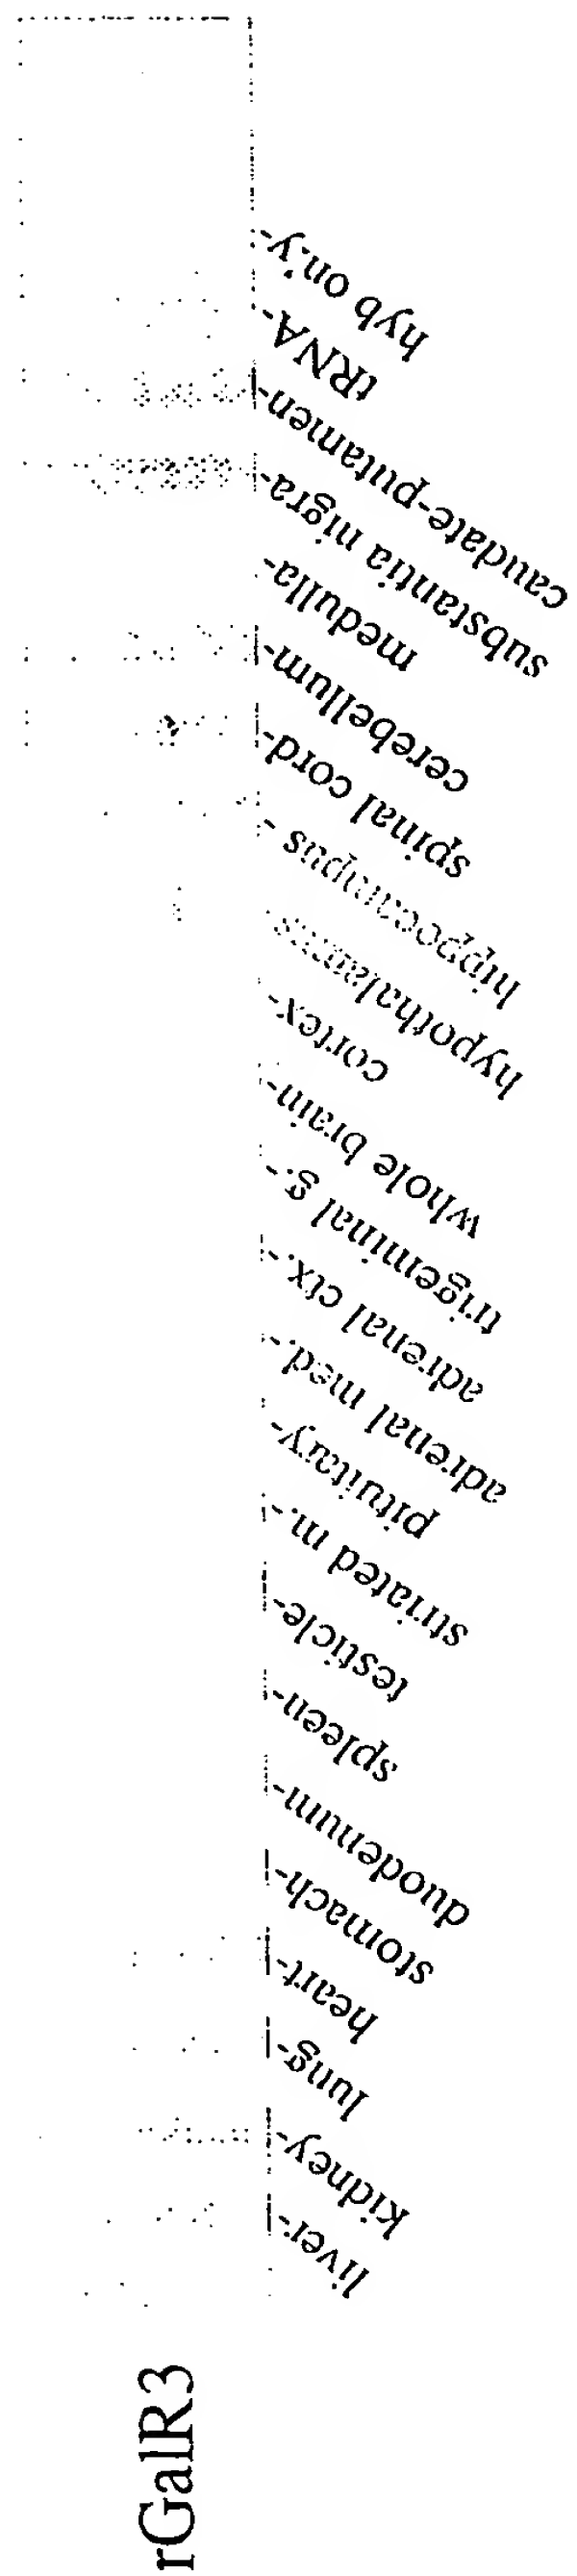 rGalR3
liver-
kidney-
lung-
heart-
stomach-
duodenum-
spleen-
testicle-
striated m.-
pituitary-
adrenal med.-
adrenal ctx.-
trigeminal g.-
whole brain-
cortex-
hypothalamus-
hippocampus -
spinal cord-
cerebellum-
medulla-
substantia nigra-
caudate-putamen-
tRNA-
hyb only-